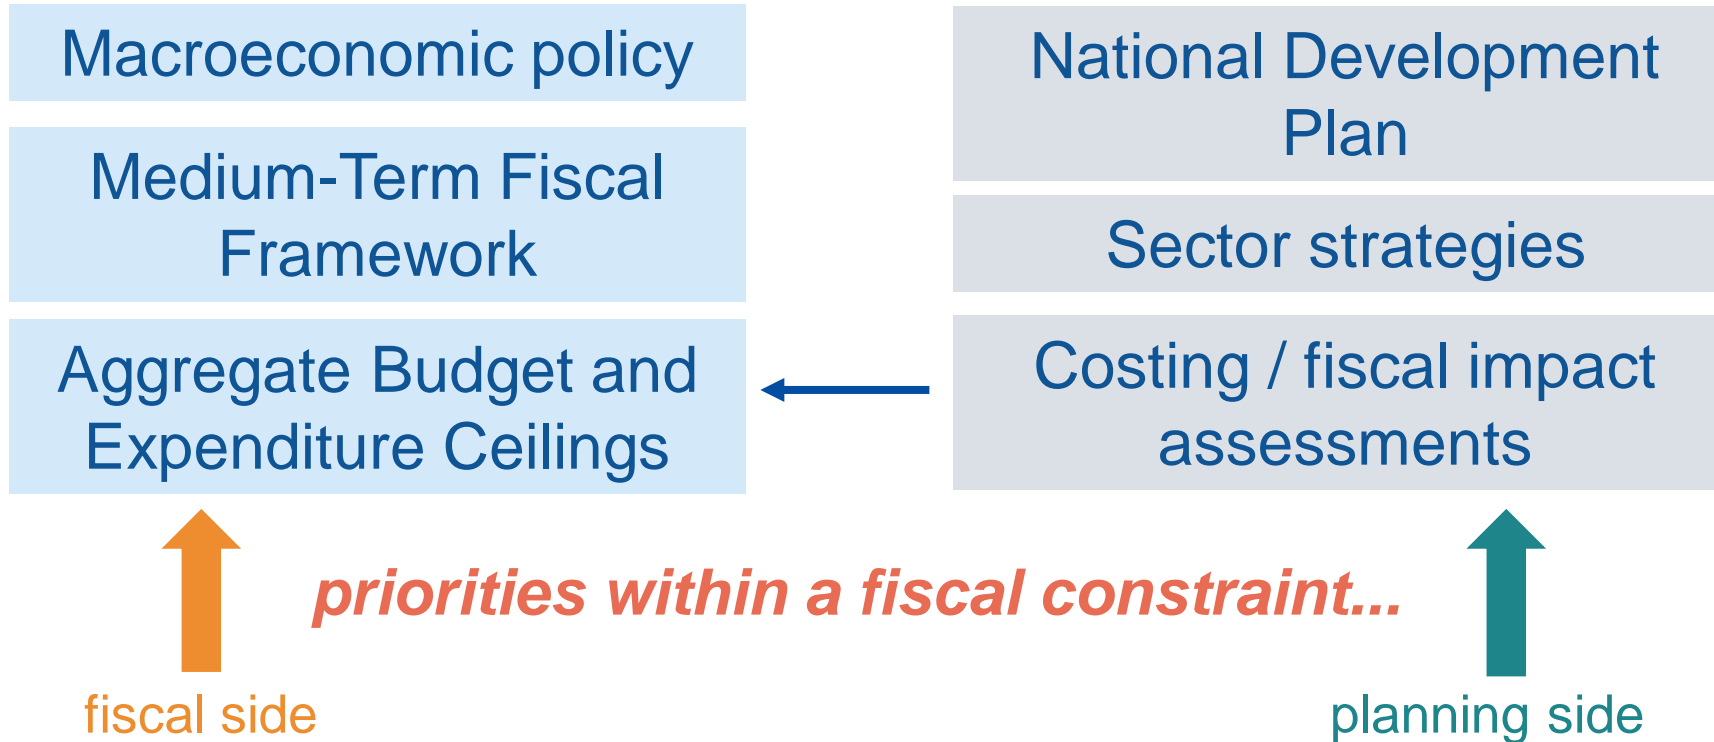 Macroeconomic policy
Medium-Term Fiscal
Framework
Aggregate Budget and
Expenditure Ceilings
National Development
Plan
Sector strategies
Costing / fiscal impact
assessments
priorities within a fiscal constraint...
fiscal side
planning side